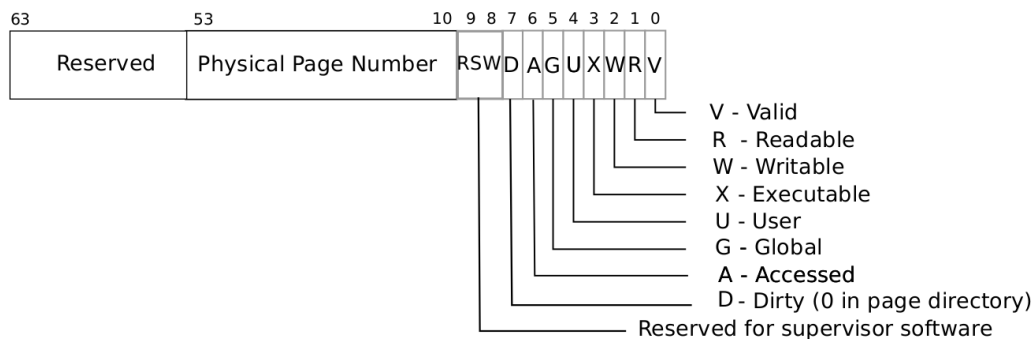 63 53 10 9 8 7 6 5 4 3 2 1 0
Reserved Physical Page Number RSW D A G U X W R V
V - Valid
R - Readable
W - Writable
X - Executable
U - User
G - Global
A - Accessed
D - Dirty (0 in page directory)
Reserved for supervisor software